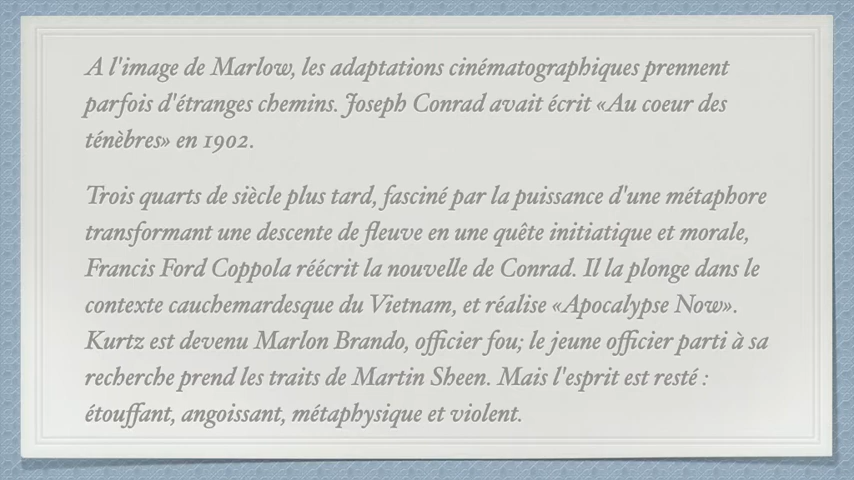 A l'image de Marlow, les adaptations cinématographiques prennent
parfois d'étranges chemins. Joseph Conrad avait écrit «Au coeur des
ténèbres» en 1902.
Trois quarts de siècle plus tard, fasciné par la puissance d'une métaphore
transformant une descente de fleuve en une quête initiatique et morale,
Francis Ford Coppola réécrit la nouvelle de Conrad. Il la plonge dans le
contexte cauchemardesque du Vietnam, et réalise «Apocalypse Now».
Kurtz est devenu Marlon Brando, officier fou; le jeune officier parti à sa
recherche prend les traits de Martin Sheen. Mais l'esprit est resté :
étouffant, angoissant, métaphysique et violent.